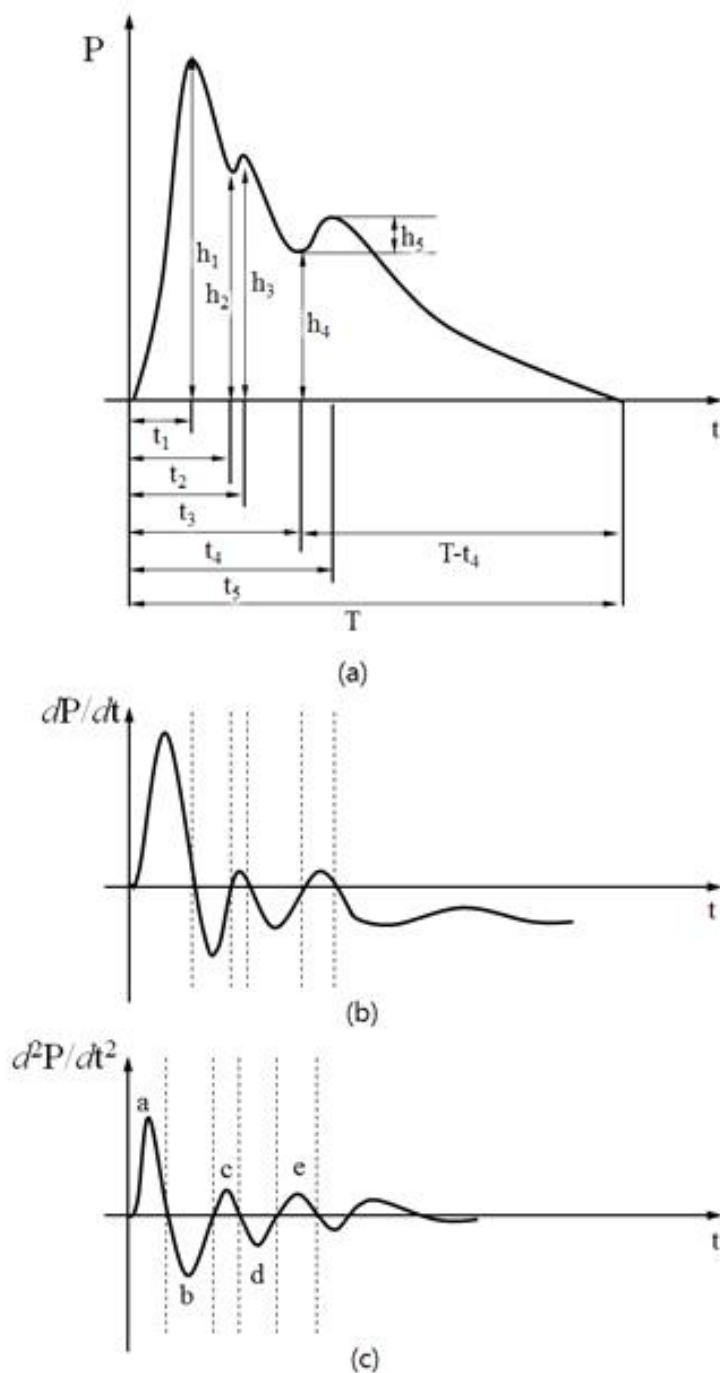 P
h₁
h₂
h₃
h₄
h₅
t
t₁
t₂
t₃
t₄
T-t₄
t₅
T
(a)
dP/dt
t
(b)
d²P/dt²
a
c
e
t
b
d
(c)